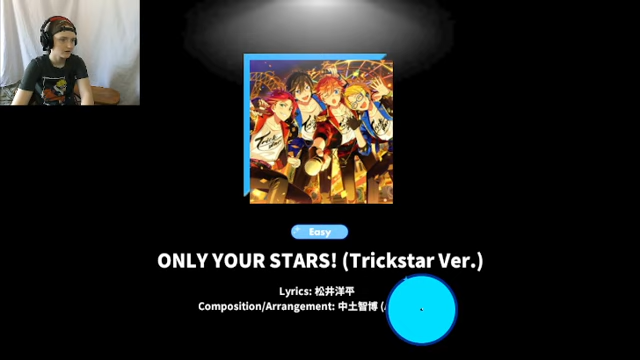 Easy
ONLY YOUR STARS! (Trickstar Ver.)
Lyrics: 松井洋平
Composition/Arrangement: 中土智博 (